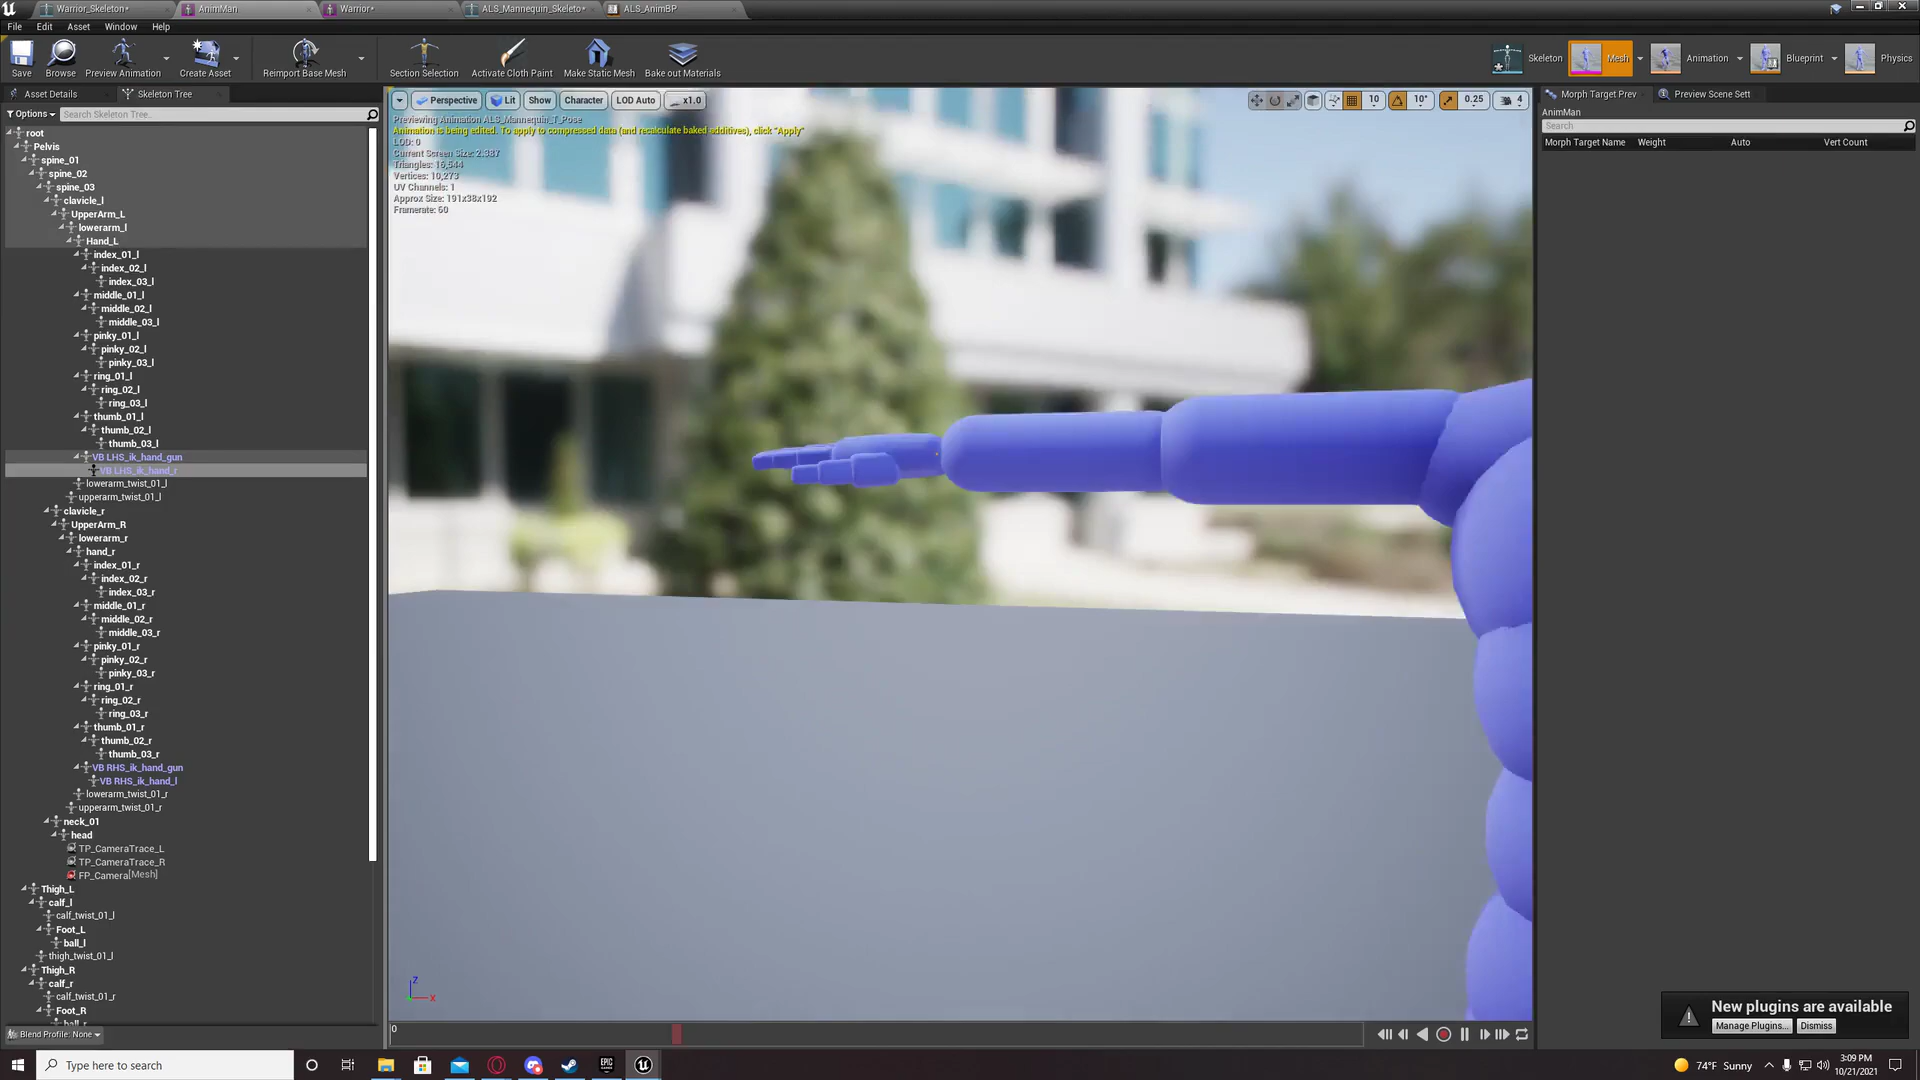 Warrior_Skeleton*
AnimMan
Warrior*
ALS_Mannequin_Skeleto*
ALS_AnimBP
File Edit Asset Window Help
Save
Browse
Preview Animation
Create Asset
Reimport Base Mesh
Section Selection
Activate Cloth Paint
Make Static Mesh
Bake out Materials
Skeleton
Mesh
Animation
Blueprint
Physics
Asset Details
Skeleton Tree
Options
Search Skeleton Tree..
root
Pelvis
spine_01
spine_02
spine_03
clavicle_l
UpperArm_L
lowerarm_l
Hand_L
index_01_l
index_02_l
index_03_l
middle_01_l
middle_02_l
middle_03_l
pinky_01_l
pinky_02_l
pinky_03_l
ring_01_l
ring_02_l
ring_03_l
thumb_01_l
thumb_02_l
thumb_03_l
VB LHS_ik_hand_gun
VB LHS_ik_hand_r
lowerarm_twist_01_l
upperarm_twist_01_l
clavicle_r
UpperArm_R
lowerarm_r
hand_r
index_01_r
index_02_r
index_03_r
middle_01_r
middle_02_r
middle_03_r
pinky_01_r
pinky_02_r
pinky_03_r
ring_01_r
ring_02_r
ring_03_r
thumb_01_r
thumb_02_r
thumb_03_r
VB RHS_ik_hand_gun
VB RHS_ik_hand_l
lowerarm_twist_01_r
upperarm_twist_01_r
neck_01
head
TP_CameraTrace_L
TP_CameraTrace_R
FP_Camera[Mesh]
Thigh_L
calf_l
calf_twist_01_l
Foot_L
ball_l
thigh_twist_01_l
Thigh_R
calf_r
calf_twist_01_r
Foot_R
ball_r
Blend Profile: None
Perspective
Lit
Show
Character
LOD Auto
x1.0
10
10°
0.25
4
Previewing Animation ALS_Mannequin_T_Pose
Animation is being edited. To apply to compressed data (and recalculate baked additives), click "Apply"
LOD: 0
Current Screen Size: 2.387
Triangles: 16,544
Vertices: 10,273
UV Channels: 1
Approx Size: 191x38x192
Framerate: 60
Z
X
0
Morph Target Prev
Preview Scene Sett
AnimMan
Search
Morph Target Name Weight Auto Vert Count
New plugins are available
Manage Plugins...
Dismiss
Type here to search
EPIC
GAMES
74°F Sunny
3:09 PM
10/21/2021